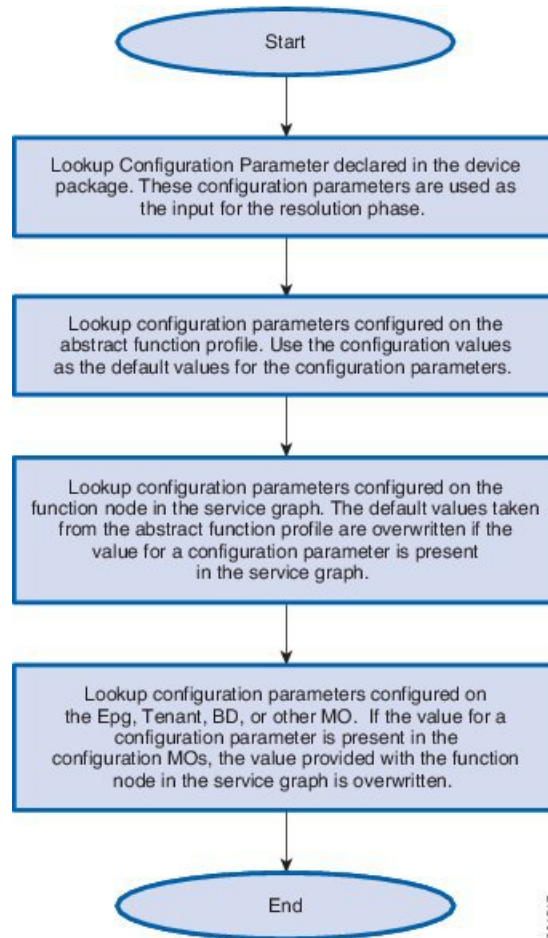 Start
Lookup Configuration Parameter declared in the device
package. These configuration parameters are used as
the input for the resolution phase.
Lookup configuration parameters configured on the
abstract function profile. Use the configuration values
as the default values for the configuration parameters.
Lookup configuration parameters configured on the
function node in the service graph. The default values taken
from the abstract function profile are overwritten if the
value for a configuration parameter is present
in the service graph.
Lookup configuration parameters configured on
the Epg, Tenant, BD, or other MO. If the value for a
configuration parameter is present in the
configuration MOs, the value provided with the function
node in the service graph is overwritten.
End